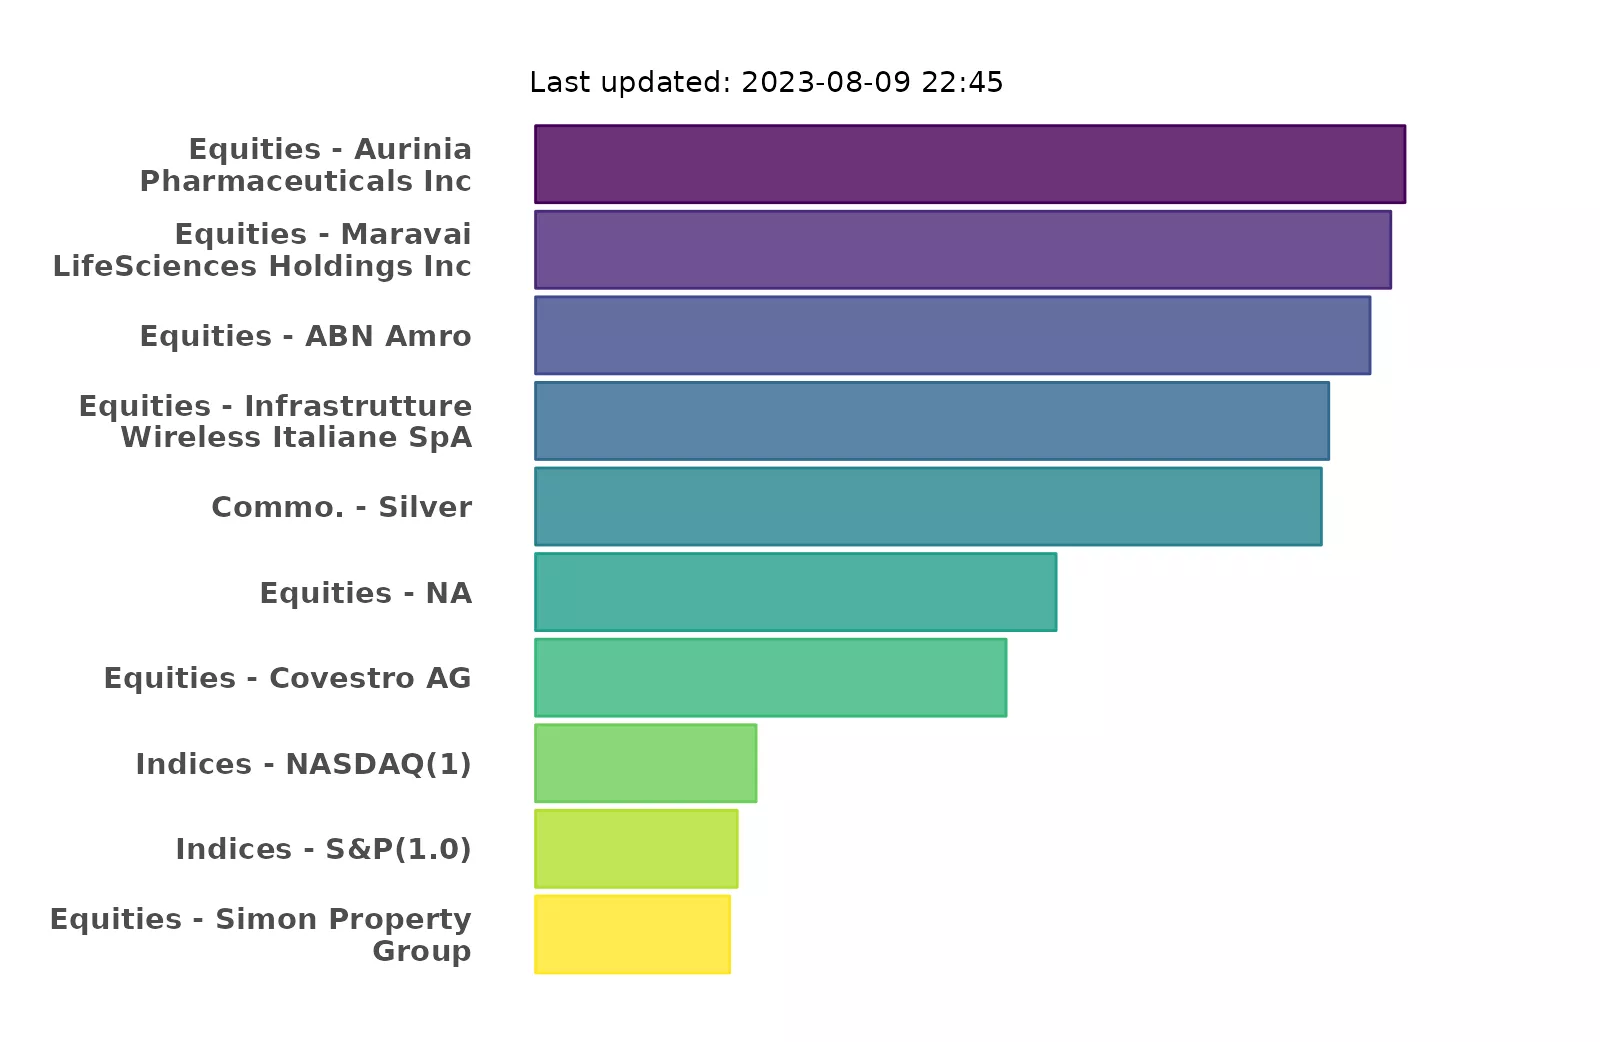 Last updated: 2023-08-09 22:45
Equities - Aurinia
Pharmaceuticals Inc
Equities - Maravai
LifeSciences Holdings Inc
Equities - ABN Amro
Equities - Infrastrutture
Wireless Italiane SpA
Commo. - Silver
Equities - NA
Equities - Covestro AG
Indices - NASDAQ(1)
Indices - S&P(1.0)
Equities - Simon Property
Group